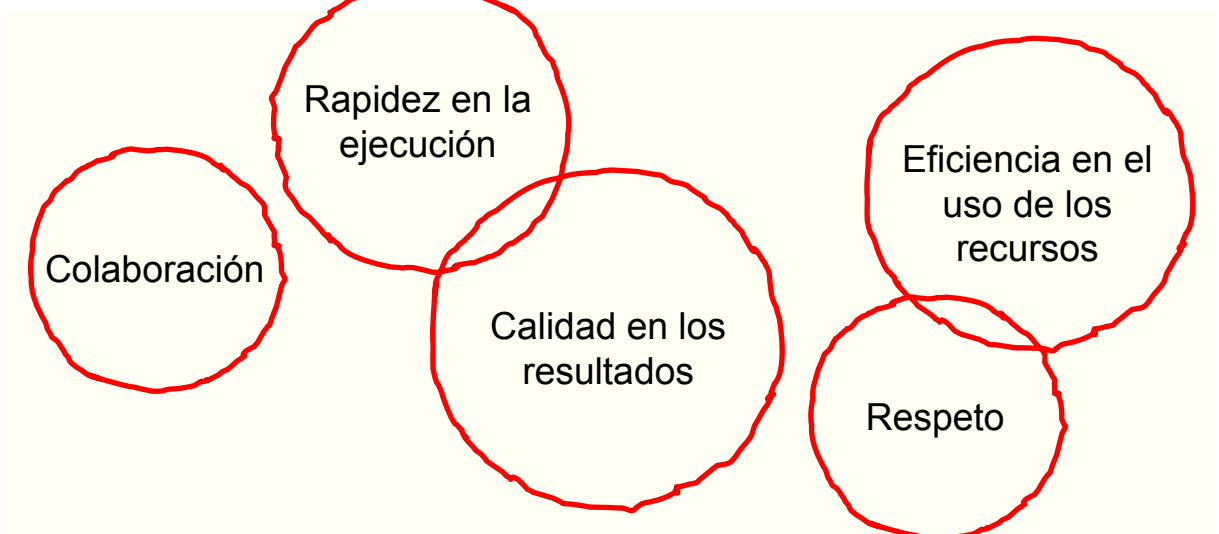 Rapidez en la
ejecución
Colaboración
Calidad en los
resultados
Eficiencia en el
uso de los
recursos
Respeto